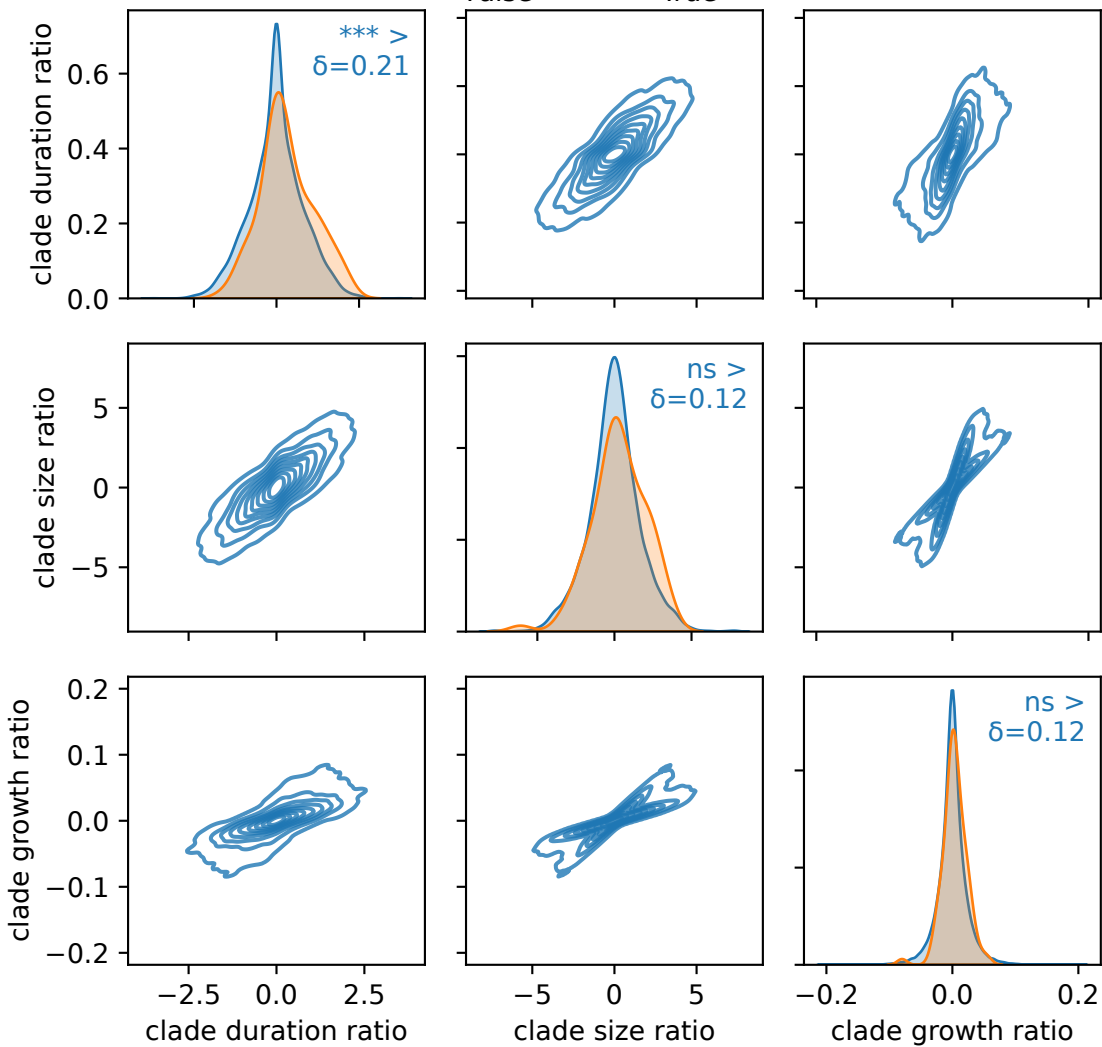 *** >
δ=0.21
clade duration ratio
0.6
0.4
0.2
0.0
ns >
δ=0.12
clade size ratio
5
0
−5
ns >
δ=0.12
clade growth ratio
0.2
0.1
0.0
−0.1
−0.2
−2.5 0.0 2.5 −5 0 5 −0.2 0.0 0.2
clade duration ratio clade size ratio clade growth ratio